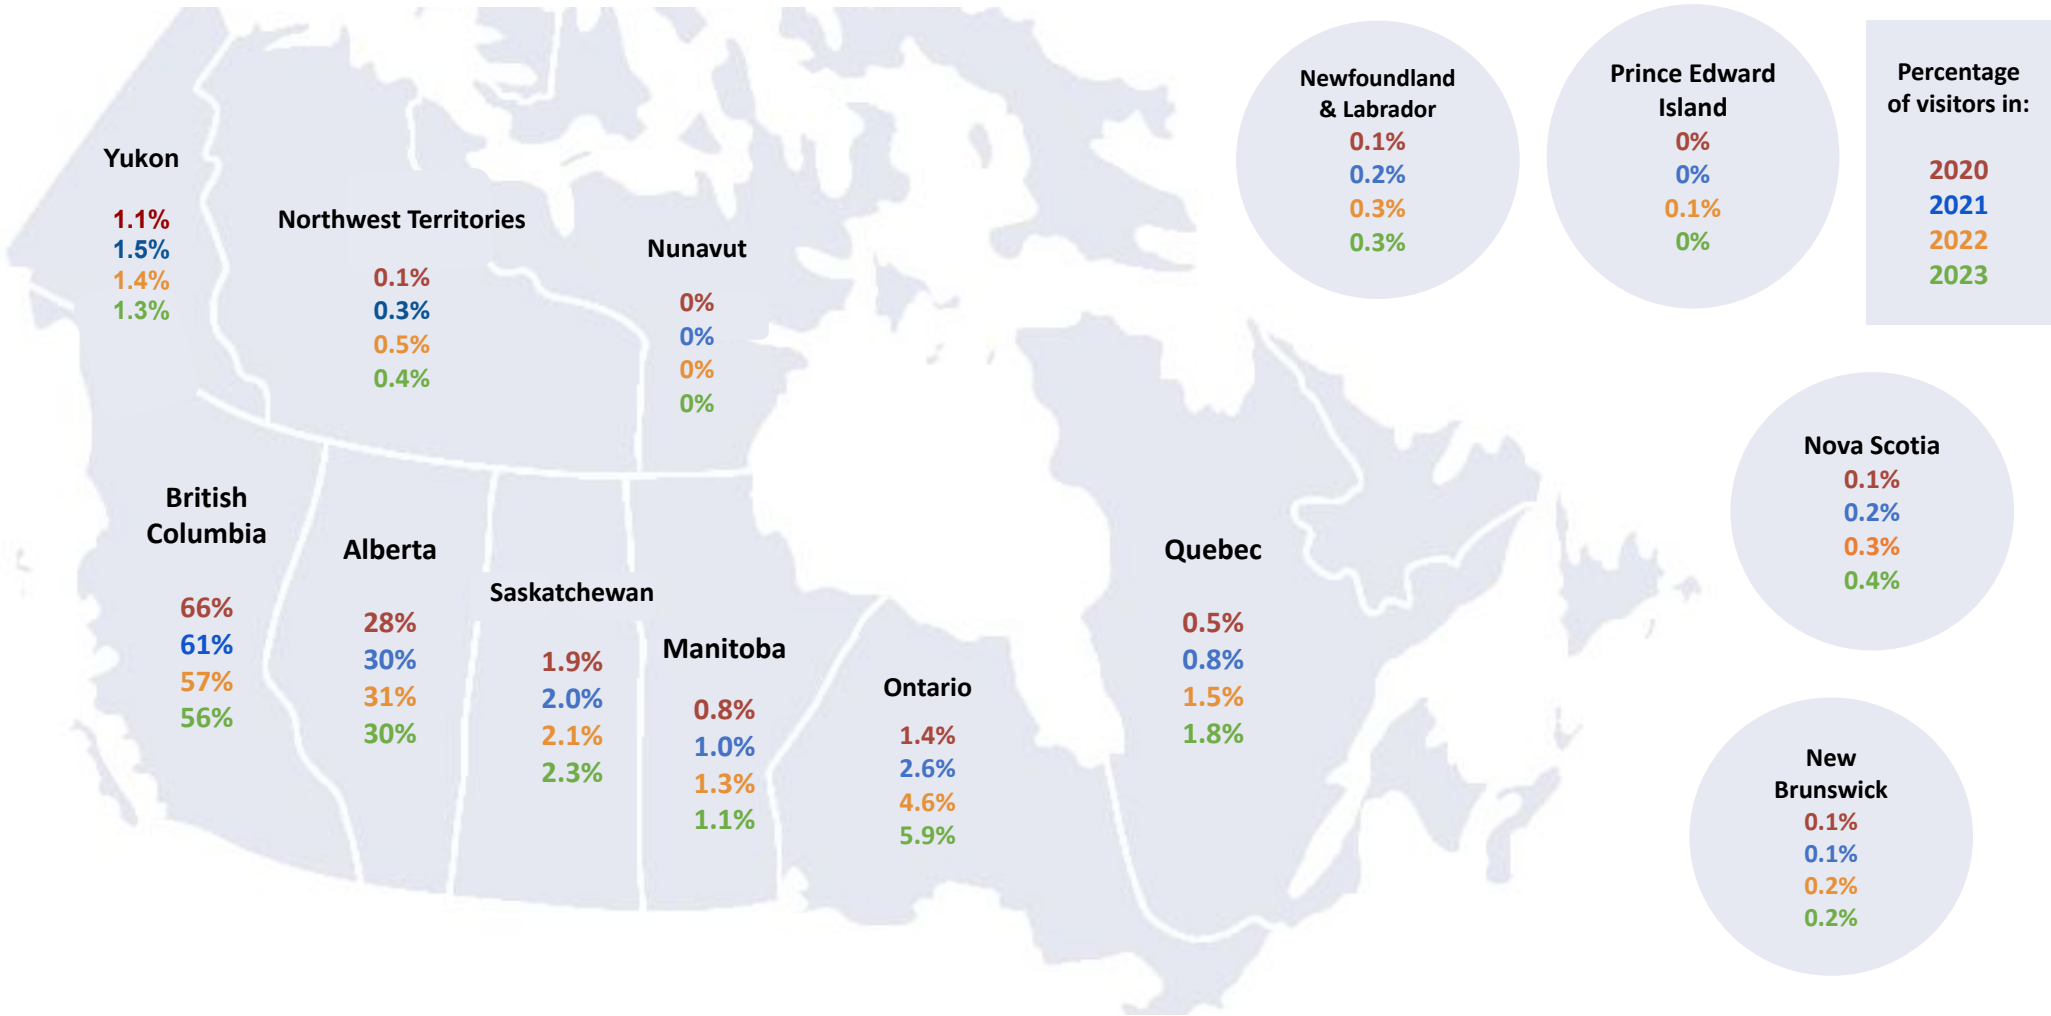 Newfoundland
& Labrador
0.1%
0.2%
0.3%
0.3%
Prince Edward
Island
0%
0%
0.1%
0%
Percentage
of visitors in:
2020
2021
2022
2023
Yukon
1.1%
1.5%
1.4%
1.3%
Northwest Territories
0.1%
0.3%
0.5%
0.4%
Nunavut
0%
0%
0%
0%
British
Columbia
66%
61%
57%
56%
Alberta
28%
30%
31%
30%
Saskatchewan
1.9%
2.0%
2.1%
2.3%
Manitoba
0.8%
1.0%
1.3%
1.1%
Ontario
1.4%
2.6%
4.6%
5.9%
Quebec
0.5%
0.8%
1.5%
1.8%
Nova Scotia
0.1%
0.2%
0.3%
0.4%
New
Brunswick
0.1%
0.1%
0.2%
0.2%